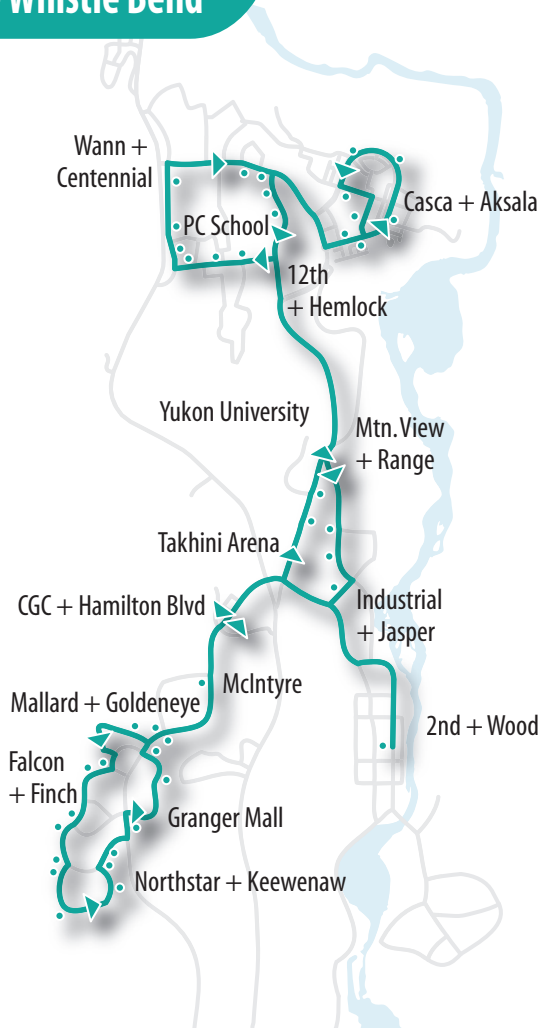 Whistle Bend
Wann +
Centennial
PC School
Casca + Aksala
12th
+ Hemlock
Yukon University
Mtn. View
+ Range
Takhini Arena
CGC + Hamilton Blvd
Industrial
+ Jasper
McIntyre
Mallard + Goldeneye
2nd + Wood
Falcon
+ Finch
Granger Mall
Northstar + Keewenaw